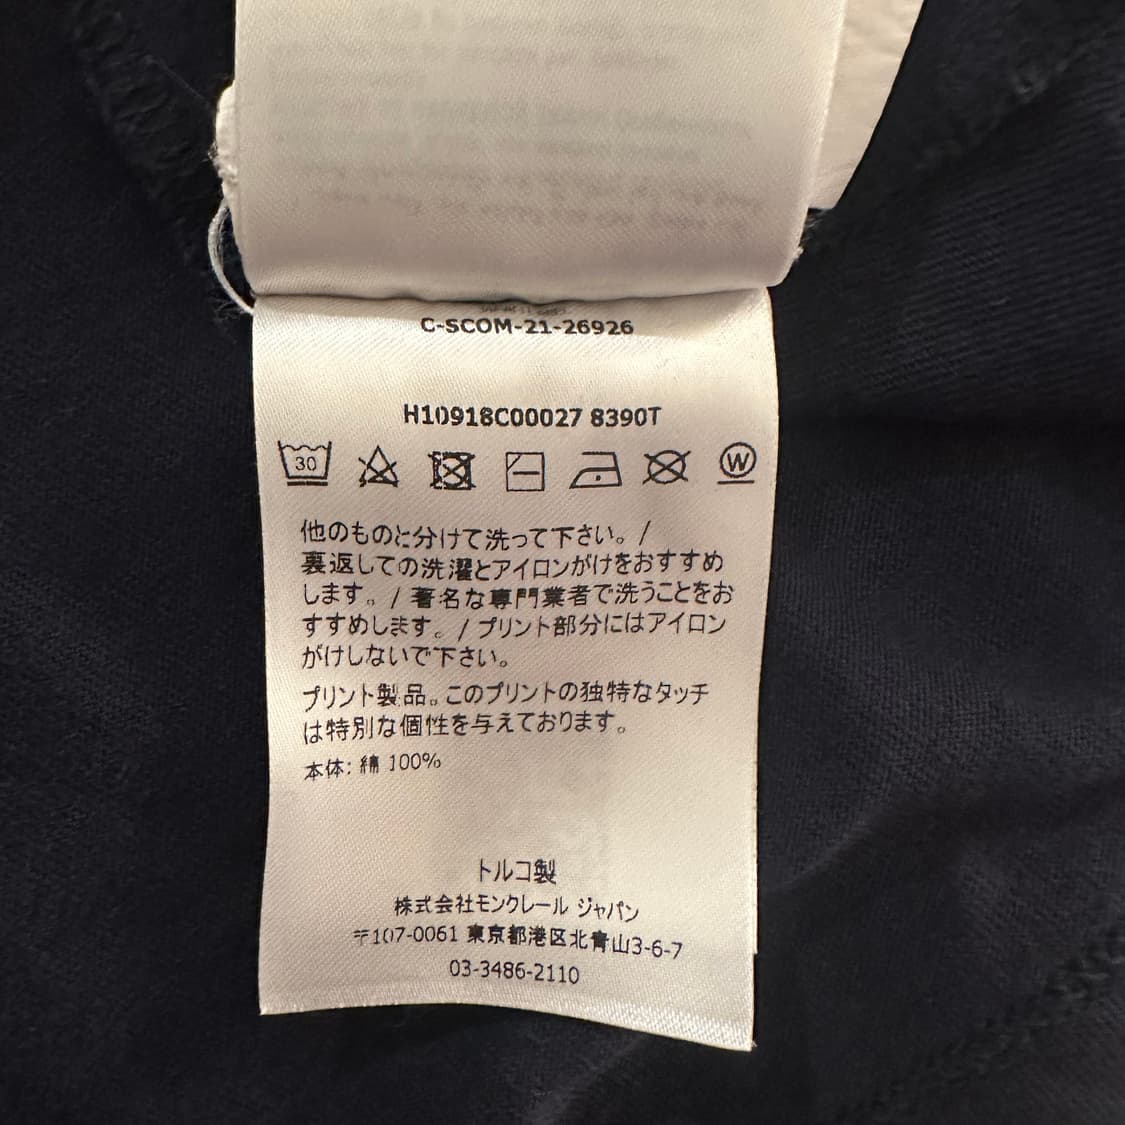 C-SCOM-21-26926
H10918C00027 8390T
30
W
他のものと分けて洗って下さい。/
裏返しての洗濯とアイロンがけをおすすめ
します。/ 著名な専門業者で洗うことをお
すすめします。/ プリント部分にはアイロン
がけしないで下さい。
プリント製品。このプリントの独特なタッチ
は特別な個性を与えております。
本体: 綿 100%
トルコ製
株式会社モンクレール ジャパン
〒107-0061 東京都港区北青山3-6-7
03-3486-2110